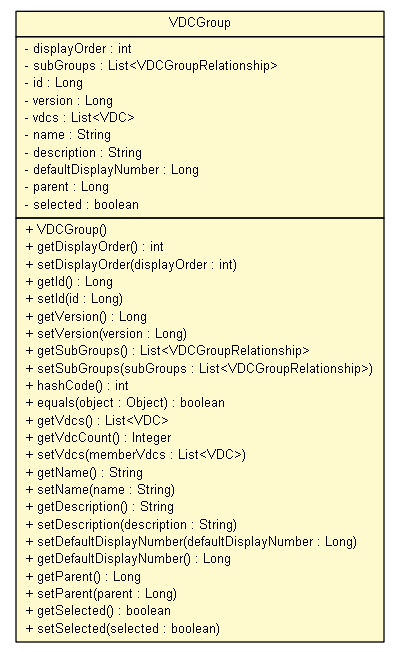 VDCGroup
- displayOrder : int
- subGroups : List<VDCGroupRelationship>
- id : Long
- version : Long
- vdcs : List<VDC>
- name : String
- description : String
- defaultDisplayNumber : Long
- parent : Long
- selected : boolean
+ VDCGroup()
+ getDisplayOrder() : int
+ setDisplayOrder(displayOrder : int)
+ getId() : Long
+ setId(id : Long)
+ getVersion() : Long
+ setVersion(version : Long)
+ getSubGroups() : List<VDCGroupRelationship>
+ setSubGroups(subGroups : List<VDCGroupRelationship>)
+ hashCode() : int
+ equals(object : Object) : boolean
+ getVdcs() : List<VDC>
+ getVdcCount() : Integer
+ setVdcs(memberVdcs : List<VDC>)
+ getName() : String
+ setName(name : String)
+ getDescription() : String
+ setDescription(description : String)
+ setDefaultDisplayNumber(defaultDisplayNumber : Long)
+ getDefaultDisplayNumber() : Long
+ getParent() : Long
+ setParent(parent : Long)
+ getSelected() : boolean
+ setSelected(selected : boolean)